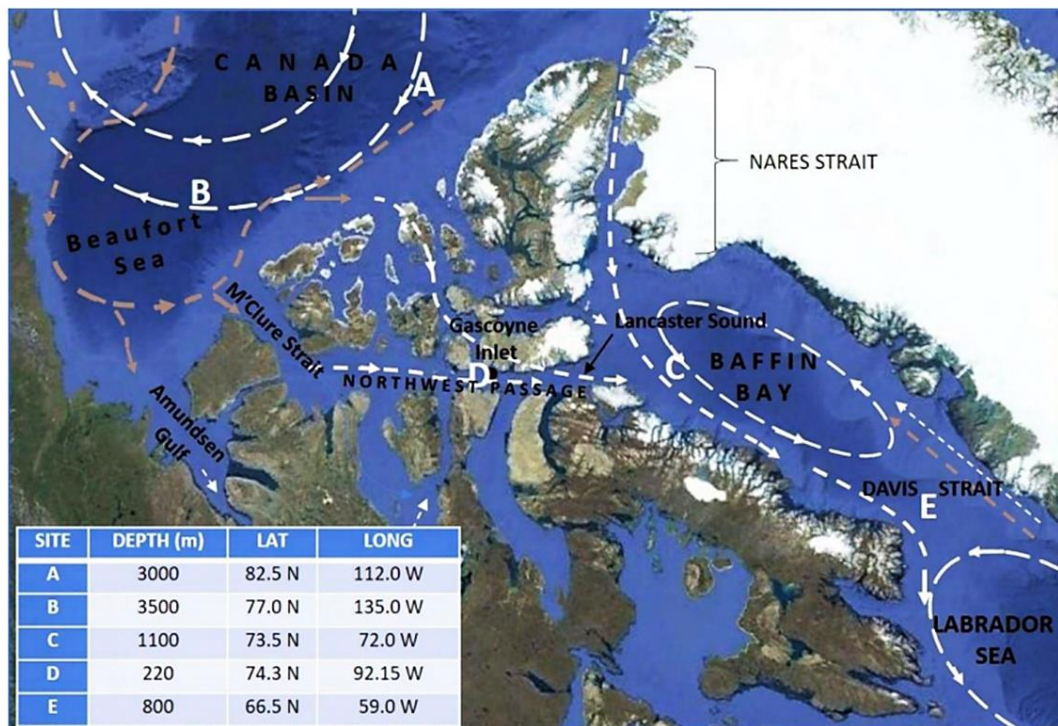 C A N A D A
BASIN
A
B
Beaufort
Sea
NARES STRAIT
M'Clure Strait
Gascoyne
Inlet
Lancaster Sound
D
C
BAFFIN
BAY
NORTHWEST PASSAGE
Amundsen
Gulf
DAVIS STRAIT
E
LABRADOR
SEA
SITE DEPTH (m) LAT LONG
A 3000 82.5 N 112.0 W
B 3500 77.0 N 135.0 W
C 1100 73.5 N 72.0 W
D 220 74.3 N 92.15 W
E 800 66.5 N 59.0 W